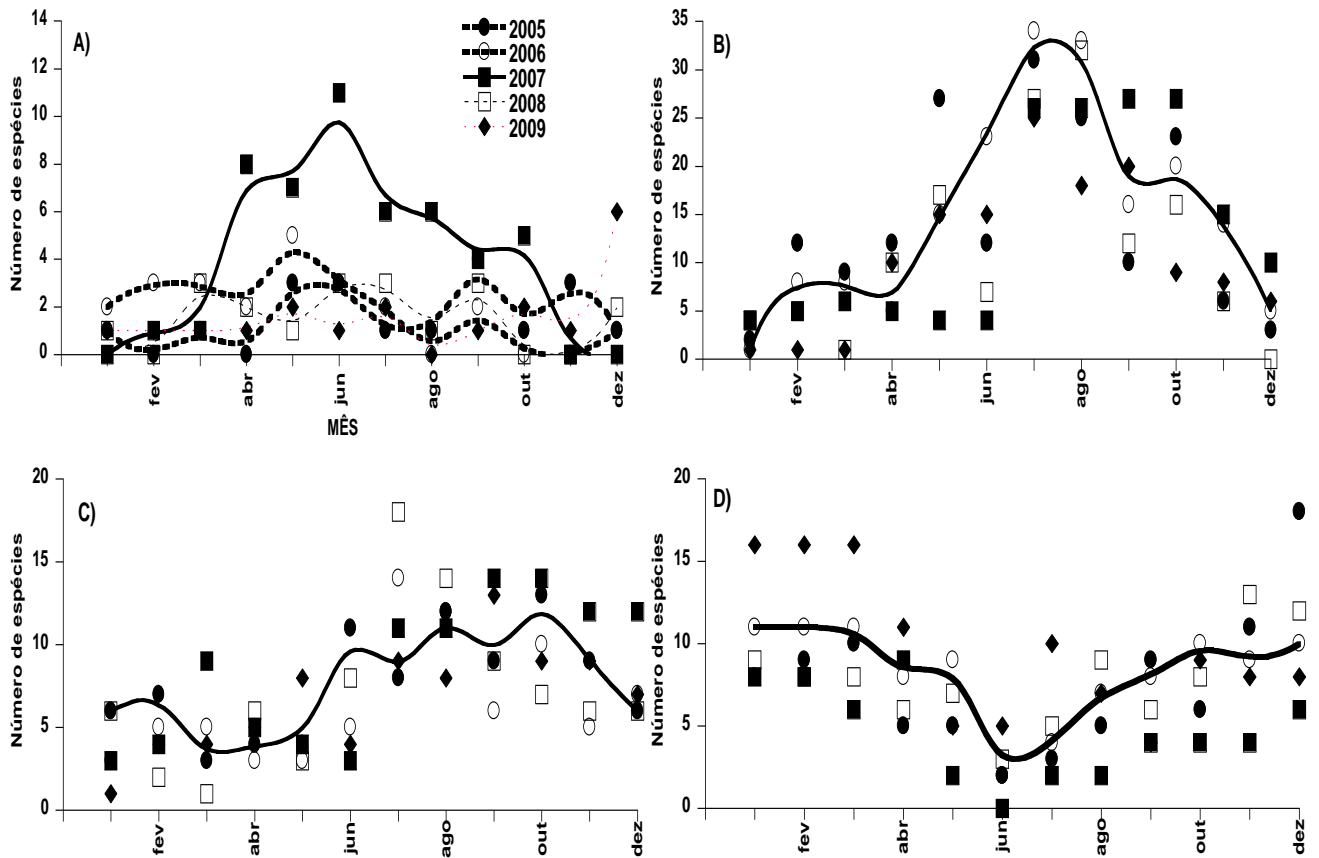 A)
2005
2006
2007
2008
2009
Número de espécies
14
12
10
8
6
4
2
0
fev
abr
jun
ago
out
dez
MÊS
B)
Número de espécies
35
30
25
20
15
10
5
0
fev
abr
jun
ago
out
dez
C)
Número de espécies
20
15
10
5
0
fev
abr
jun
ago
out
dez
D)
Número de espécies
20
15
10
5
0
fev
abr
jun
ago
out
dez